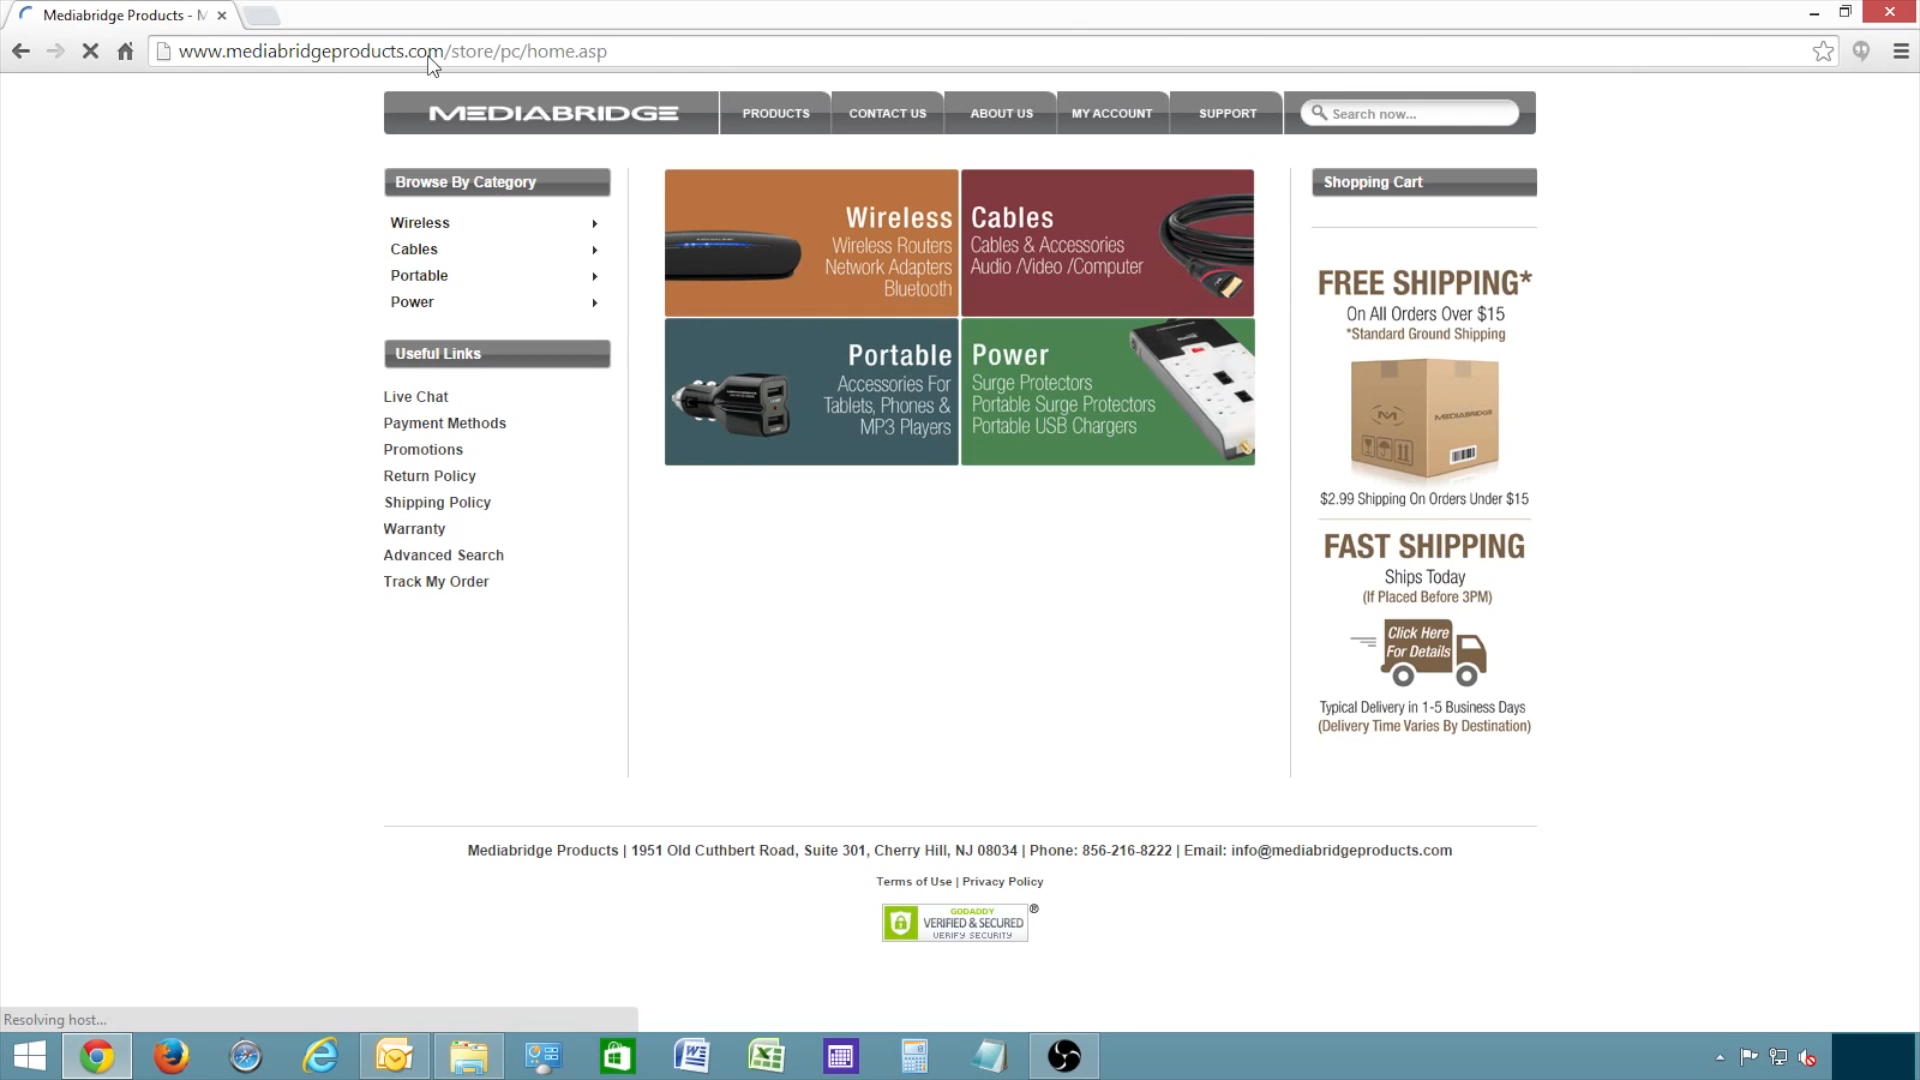 Mediabridge Products - M
www.mediabridgeproducts.com/store/pc/home.asp
MEDIABRIDGE
PRODUCTS
CONTACT US
ABOUT US
MY ACCOUNT
SUPPORT
Search now...
Browse By Category
Wireless
Cables
Portable
Power
Useful Links
Live Chat
Payment Methods
Promotions
Return Policy
Shipping Policy
Warranty
Advanced Search
Track My Order
Wireless
Wireless Routers
Network Adapters
Bluetooth
Cables
Cables & Accessories
Audio /Video /Computer
Portable
Accessories For
Tablets, Phones &
MP3 Players
Power
Surge Protectors
Portable Surge Protectors
Portable USB Chargers
Shopping Cart
FREE SHIPPING*
On All Orders Over $15
*Standard Ground Shipping
MEDIABRIDGE
$2.99 Shipping On Orders Under $15
FAST SHIPPING
Ships Today
(If Placed Before 3PM)
Click Here
For Details
Typical Delivery in 1-5 Business Days
(Delivery Time Varies By Destination)
Mediabridge Products | 1951 Old Cuthbert Road, Suite 301, Cherry Hill, NJ 08034 | Phone: 856-216-8222 | Email: info@mediabridgeproducts.com
Terms of Use | Privacy Policy
GODADDY
VERIFIED & SECURED
VERIFY SECURITY
®
Resolving host...